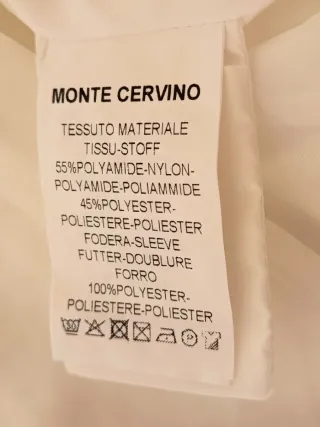 MONTE CERVINO
TESSUTO MATERIALE
TISSU-STOFF
55%POLYAMIDE-NYLON-
POLYAMIDE-POLIAMMIDE
45%POLYESTER-
POLIESTERE-POLIESTER
FODERA-SLEEVE
FUTTER-DOUBLURE
FORRO
100%POLYESTER-
POLIESTERE-POLIESTER
P